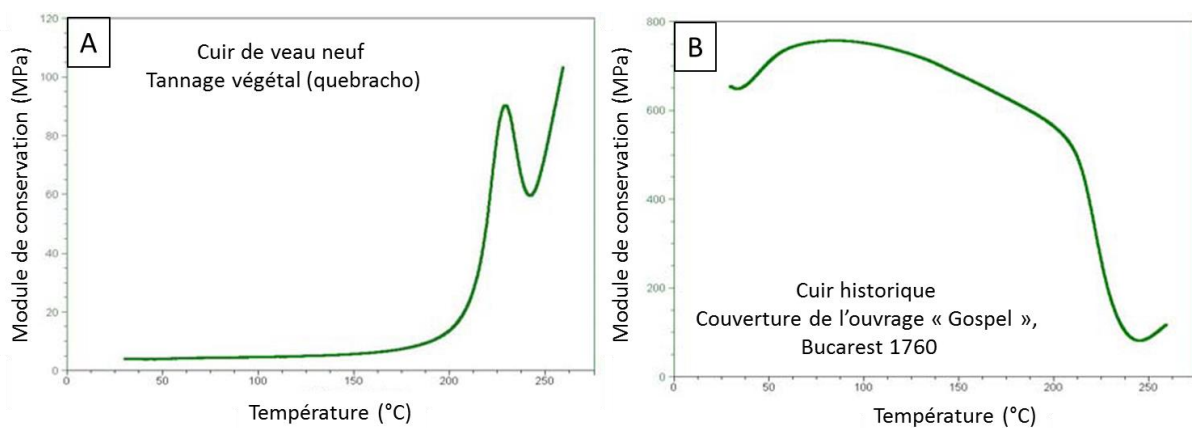 A
Cuir de veau neuf
Tannage végétal (quebracho)
Module de conservation (MPa)
120
100
80
60
40
20
0
0
50
100
150
200
250
Température (°C)
B
Module de conservation (MPa)
800
600
400
200
0
Cuir historique
Couverture de l’ouvrage « Gospel »,
Bucarest 1760
0
50
100
150
200
250
Température (°C)